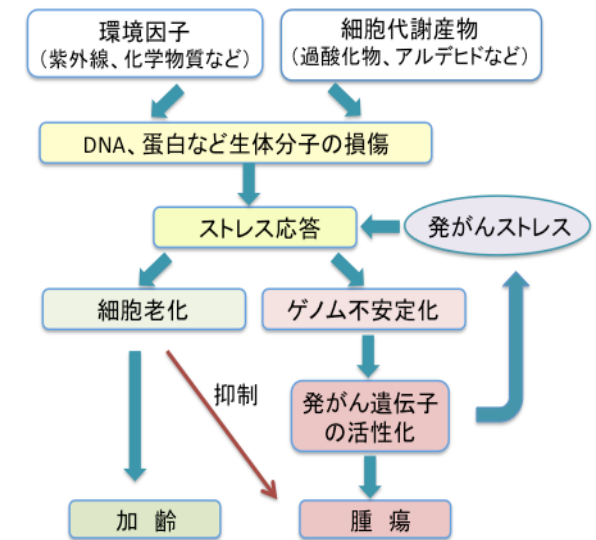 環境因子
（紫外線、化学物質など）
細胞代謝産物
（過酸化物、アルデヒドなど）
DNA、蛋白など生体分子の損傷
ストレス応答
発がんストレス
細胞老化
ゲノム不安定化
抑制
発がん遺伝子
の活性化
加　齢
腫　瘍